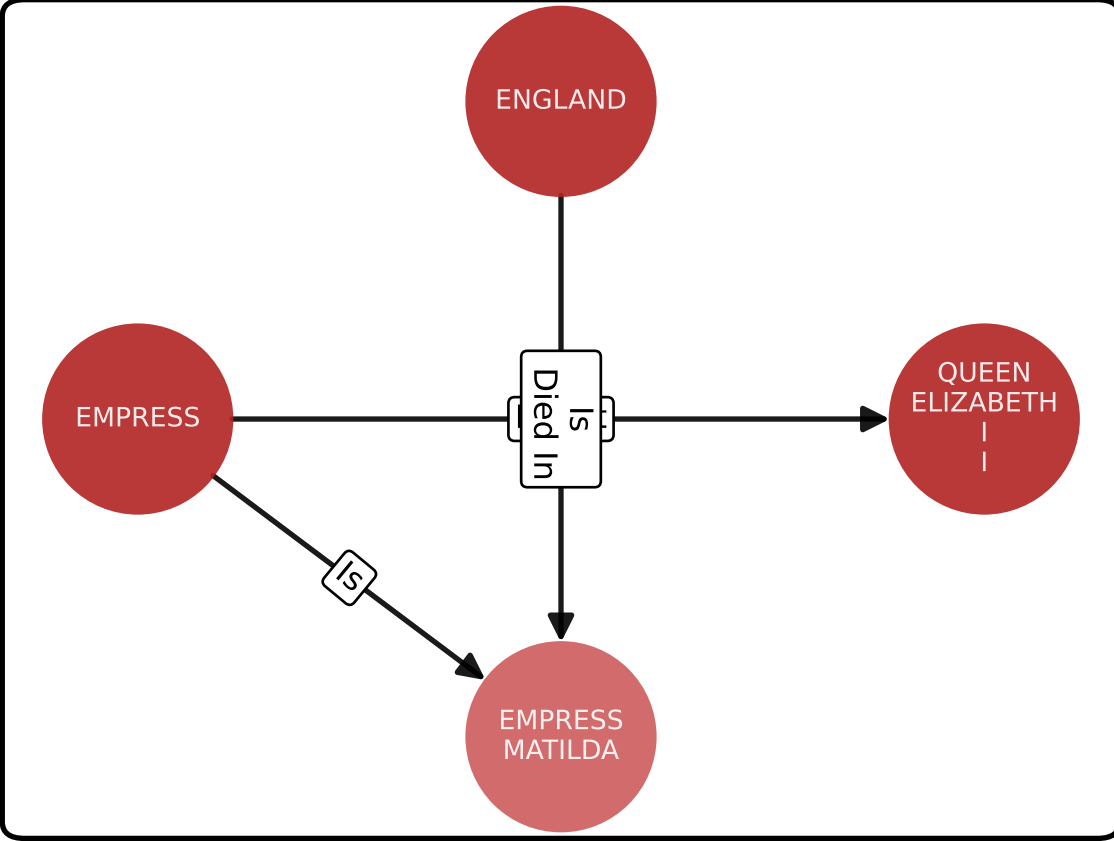 ENGLAND
EMPRESS
Is
Died In
QUEEN
ELIZABETH
I
I
Is
EMPRESS
MATILDA